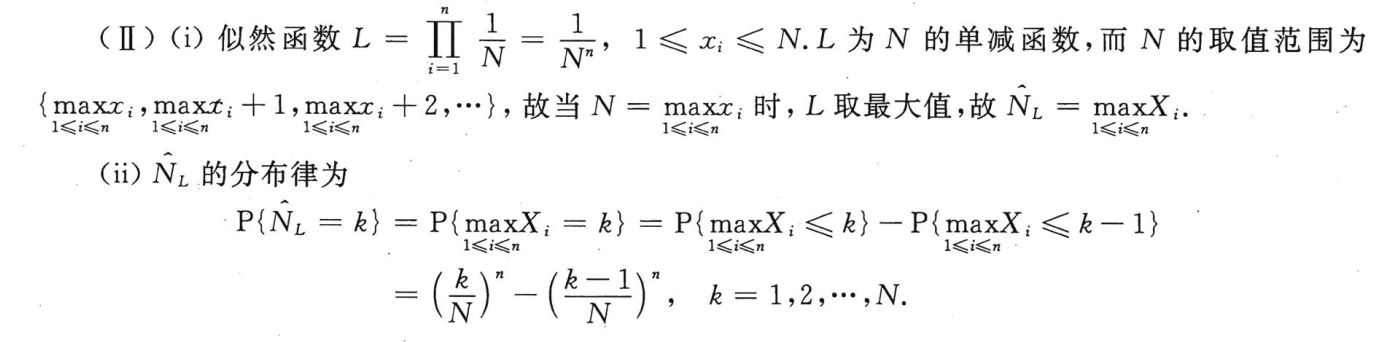 (Ⅱ)(i) 似然函数 L = ∏_{i=1}^{n} 1/N = 1/N^n, 1 ≤ x_i ≤ N. L 为 N 的单减函数,而 N 的取值范围为
{max_{1≤i≤n} x_i, max_{1≤i≤n} x_i + 1, max_{1≤i≤n} x_i + 2, ⋯}, 故当 N = max_{1≤i≤n} x_i 时, L 取最大值,故 N̂_L = max_{1≤i≤n} X_i.
(ii) N̂_L 的分布律为
P{N̂_L = k} = P{max_{1≤i≤n} X_i = k} = P{max_{1≤i≤n} X_i ≤ k} − P{max_{1≤i≤n} X_i ≤ k − 1}
= (k/N)^n − ((k−1)/N)^n, k = 1,2,⋯,N.